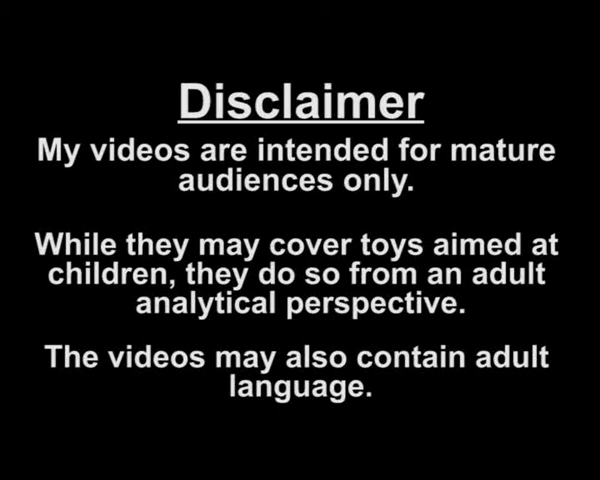 Disclaimer
My videos are intended for mature
audiences only.
While they may cover toys aimed at
children, they do so from an adult
analytical perspective.
The videos may also contain adult
language.